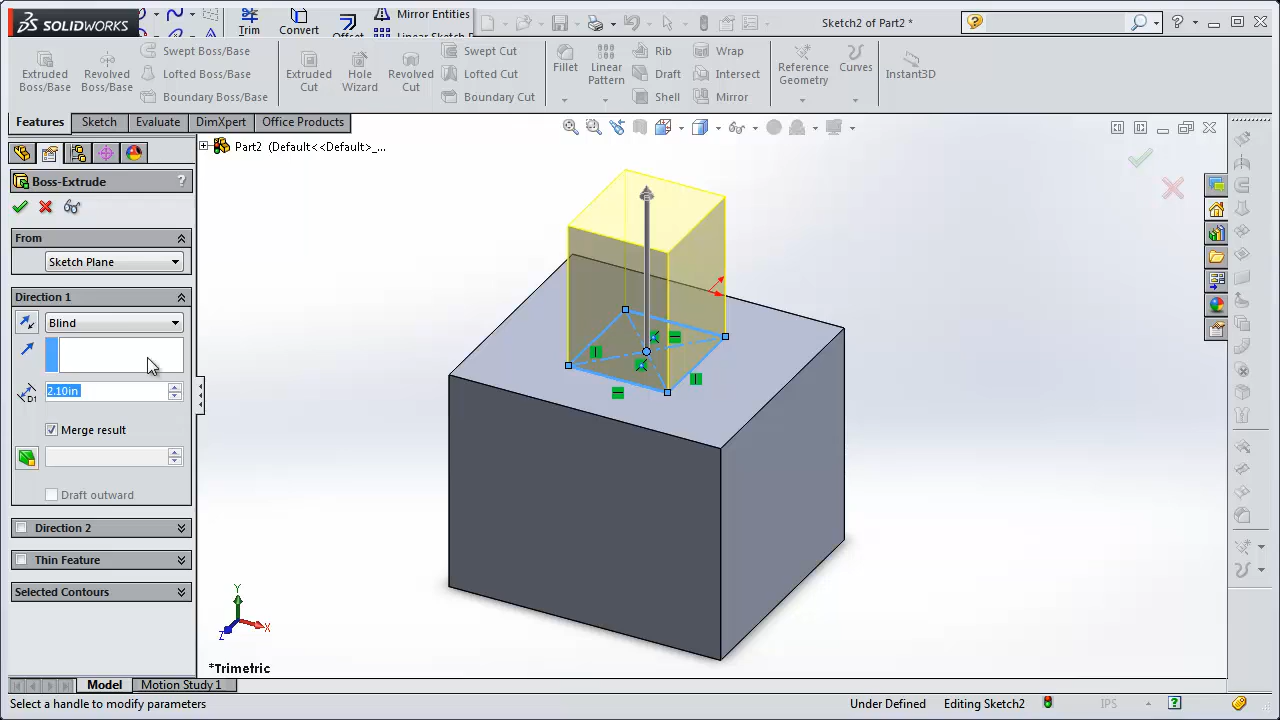 SOLIDWORKS
Trim
Convert
Offset
Mirror Entities
Sketch2 of Part2 *
Extruded
Boss/Base
Revolved
Boss/Base
Swept Boss/Base
Lofted Boss/Base
Boundary Boss/Base
Extruded
Cut
Hole
Wizard
Revolved
Cut
Swept Cut
Lofted Cut
Boundary Cut
Fillet
Linear
Pattern
Rib
Draft
Shell
Wrap
Intersect
Mirror
Reference
Geometry
Curves
Instant3D
Features
Sketch
Evaluate
DimXpert
Office Products
Part2 (Default<<Default>_...
Boss-Extrude
?
From
Sketch Plane
Direction 1
Blind
D1
2.10in
Merge result
Draft outward
Direction 2
Thin Feature
Selected Contours
Y
X
Z
*Trimetric
Model
Motion Study 1
Select a handle to modify parameters
Under Defined
Editing Sketch2
IPS